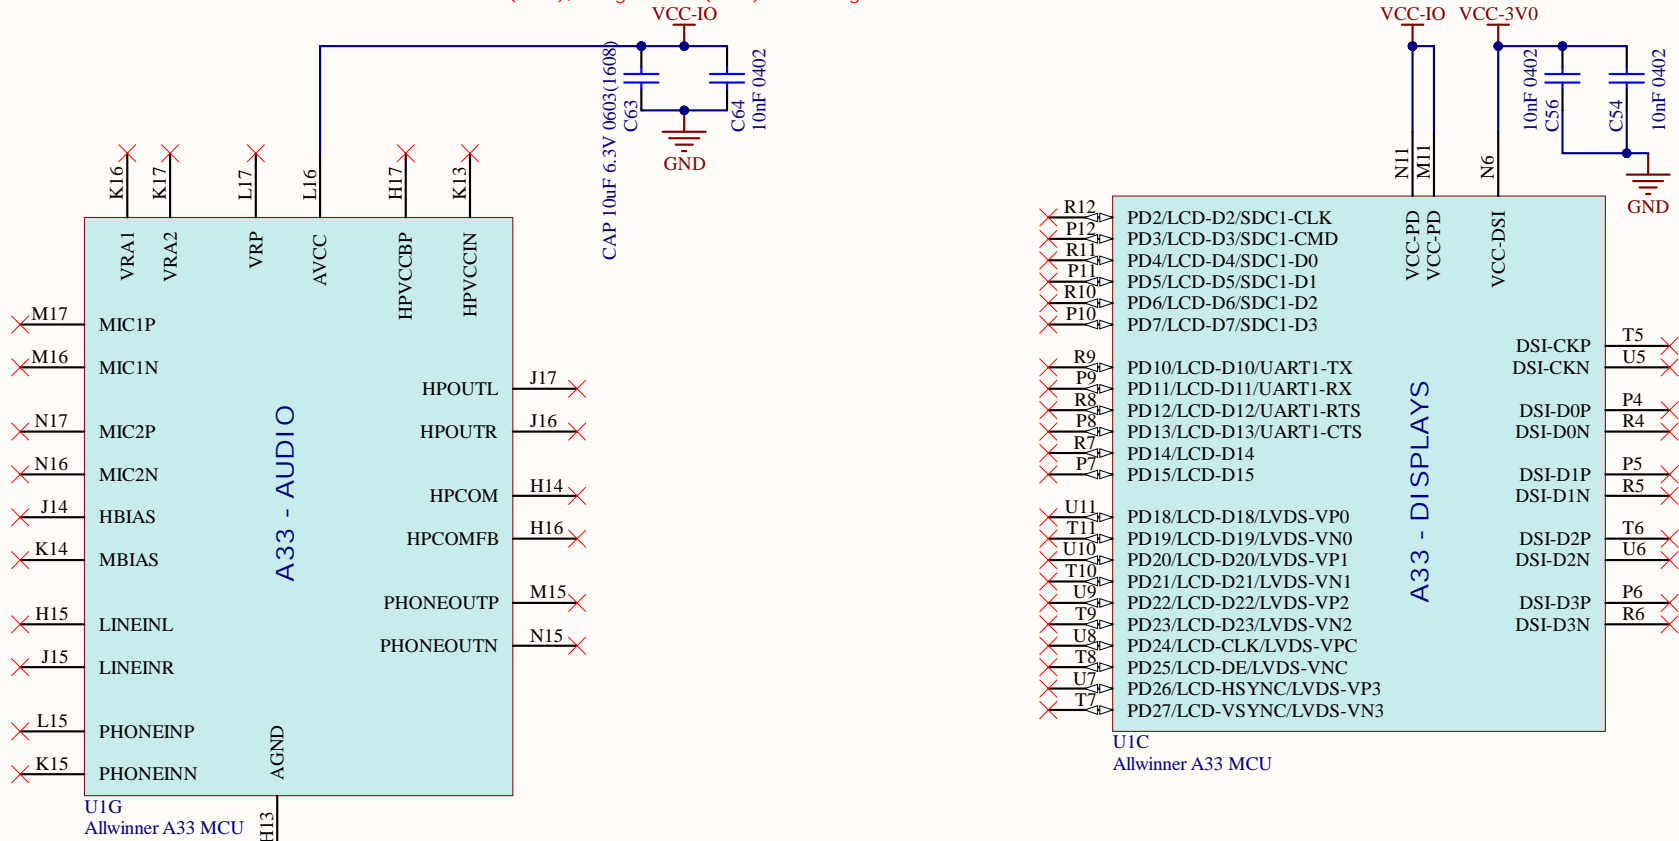 VCC-IO
CAP 10uF 6.3V 0603(1608)
C63
C64
10nF 0402
GND
K16
K17
L17
L16
H17
K13
VRA1
VRA2
VRP
AVCC
HPVCCBP
HPVCCIN
M17 MIC1P
M16 MIC1N
N17 MIC2P
N16 MIC2N
J14 HBIAS
K14 MBIAS
H15 LINEINL
J15 LINEINR
L15 PHONEINP
K15 PHONEINN
A33 - AUDIO
HPOUTL J17
HPOUTR J16
HPCOM H14
HPCOMFB H16
PHONEOUTP M15
PHONEOUTN N15
AGND
H13
U1G
Allwinner A33 MCU
VCC-IO
VCC-3V0
10nF 0402
C56
C54
10nF 0402
GND
N11
M11
N6
VCC-PD
VCC-PD
VCC-DSI
R12 PD2/LCD-D2/SDC1-CLK
P12 PD3/LCD-D3/SDC1-CMD
R11 PD4/LCD-D4/SDC1-D0
P11 PD5/LCD-D5/SDC1-D1
R10 PD6/LCD-D6/SDC1-D2
P10 PD7/LCD-D7/SDC1-D3
R9 PD10/LCD-D10/UART1-TX
P9 PD11/LCD-D11/UART1-RX
R8 PD12/LCD-D12/UART1-RTS
P8 PD13/LCD-D13/UART1-CTS
R7 PD14/LCD-D14
P7 PD15/LCD-D15
U11 PD18/LCD-D18/LVDS-VP0
T11 PD19/LCD-D19/LVDS-VN0
U10 PD20/LCD-D20/LVDS-VP1
T10 PD21/LCD-D21/LVDS-VN1
U9 PD22/LCD-D22/LVDS-VP2
T9 PD23/LCD-D23/LVDS-VN2
U8 PD24/LCD-CLK/LVDS-VPC
T8 PD25/LCD-DE/LVDS-VNC
U7 PD26/LCD-HSYNC/LVDS-VP3
T7 PD27/LCD-VSYNC/LVDS-VN3
A33 - DISPLAYS
DSI-CKP T5
DSI-CKN U5
DSI-D0P P4
DSI-D0N R4
DSI-D1P P5
DSI-D1N R5
DSI-D2P T6
DSI-D2N U6
DSI-D3P P6
DSI-D3N R6
U1C
Allwinner A33 MCU